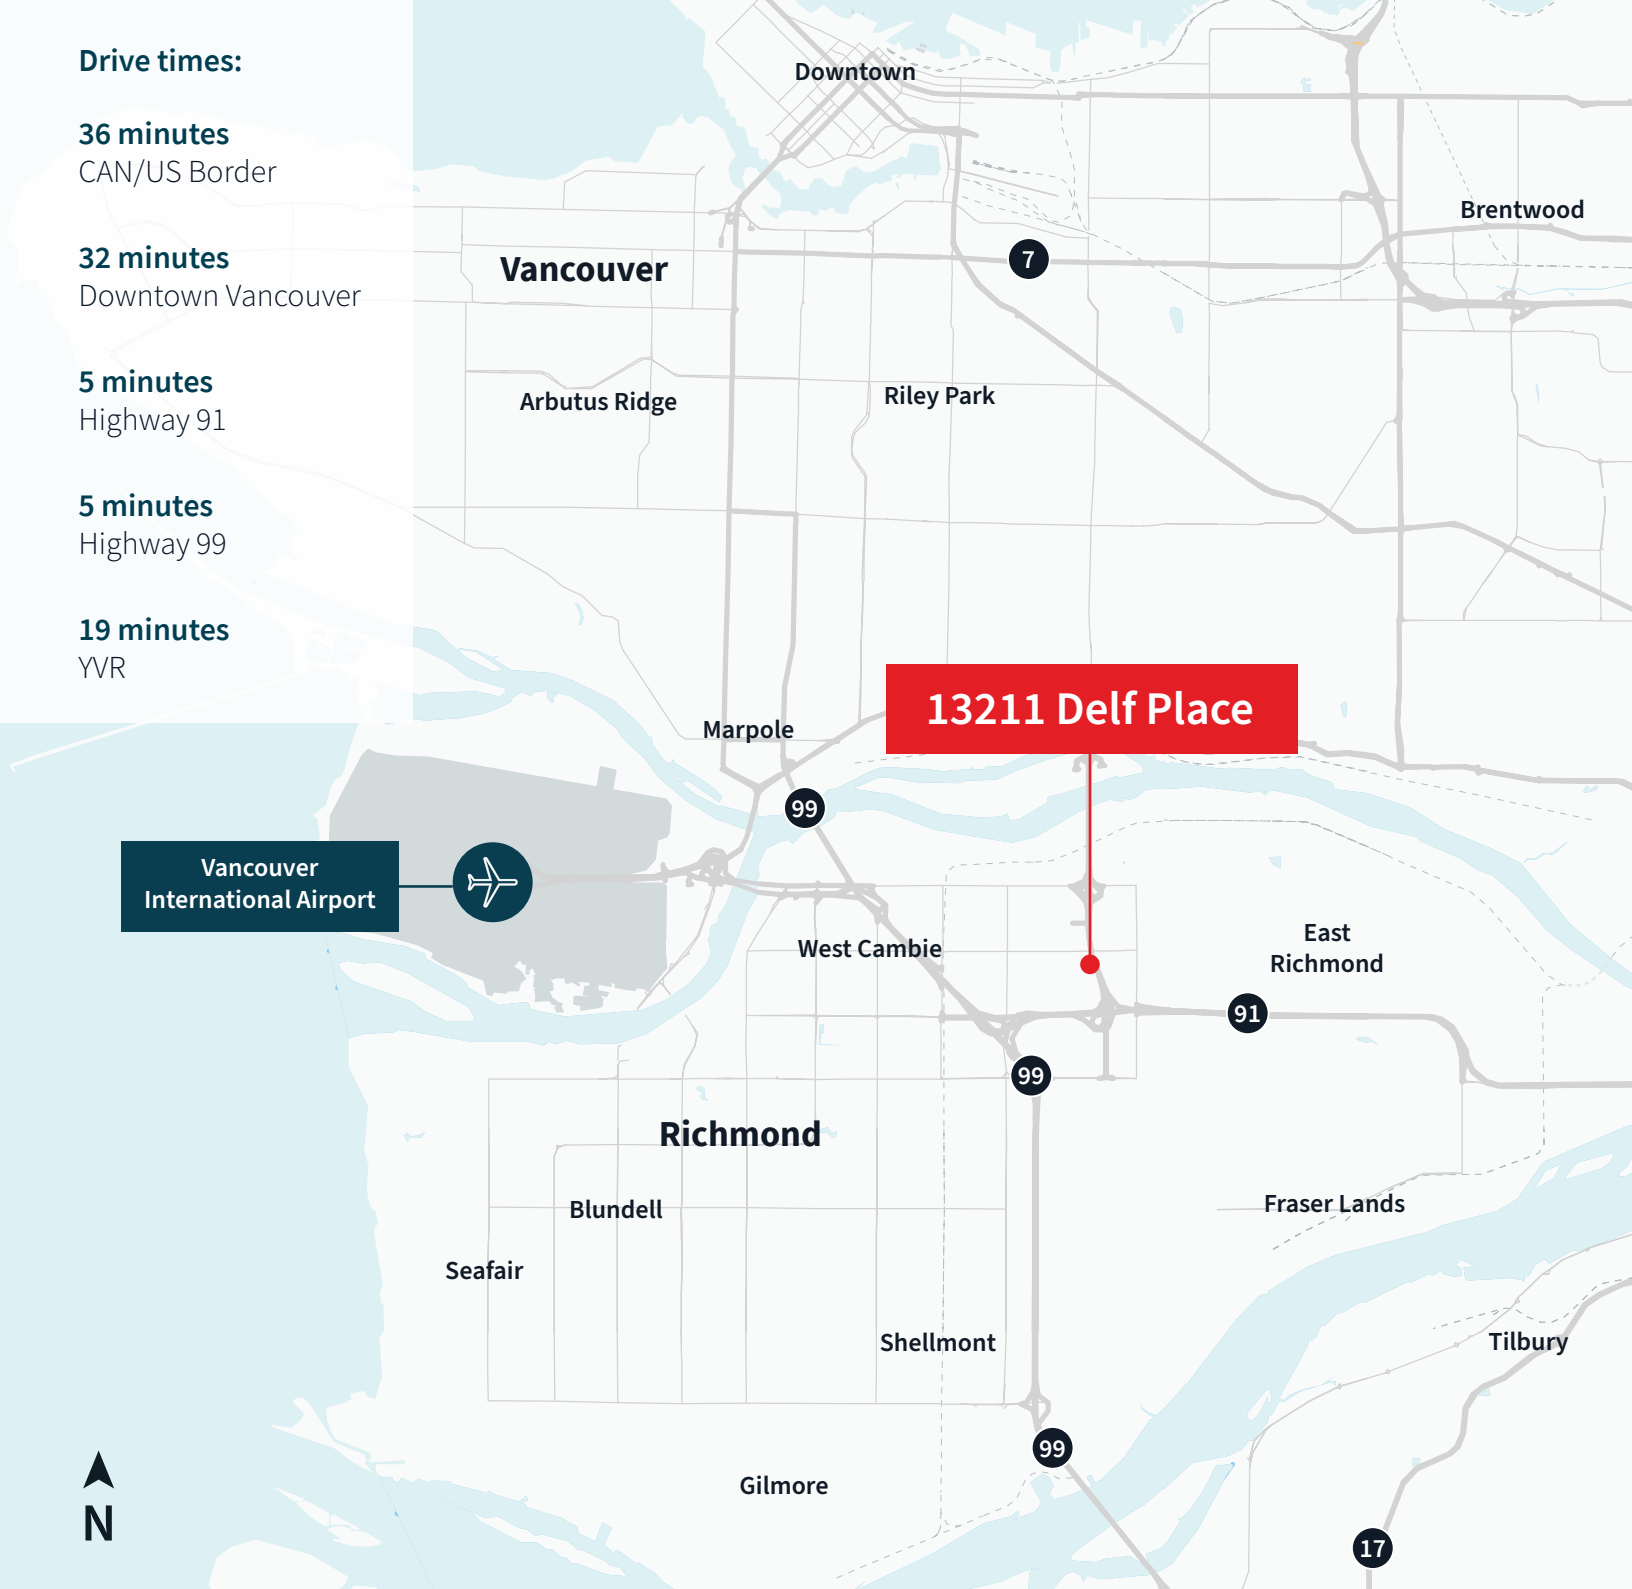 Drive times:
36 minutes
CAN/US Border
32 minutes
Downtown Vancouver
5 minutes
Highway 91
5 minutes
Highway 99
19 minutes
YVR
Downtown
Brentwood
7
Vancouver
Arbutus Ridge
Riley Park
13211 Delf Place
Marpole
99
Vancouver
International Airport
West Cambie
East
Richmond
91
99
Richmond
Blundell
Fraser Lands
Seafair
Shellmont
Tilbury
99
Gilmore
17
N